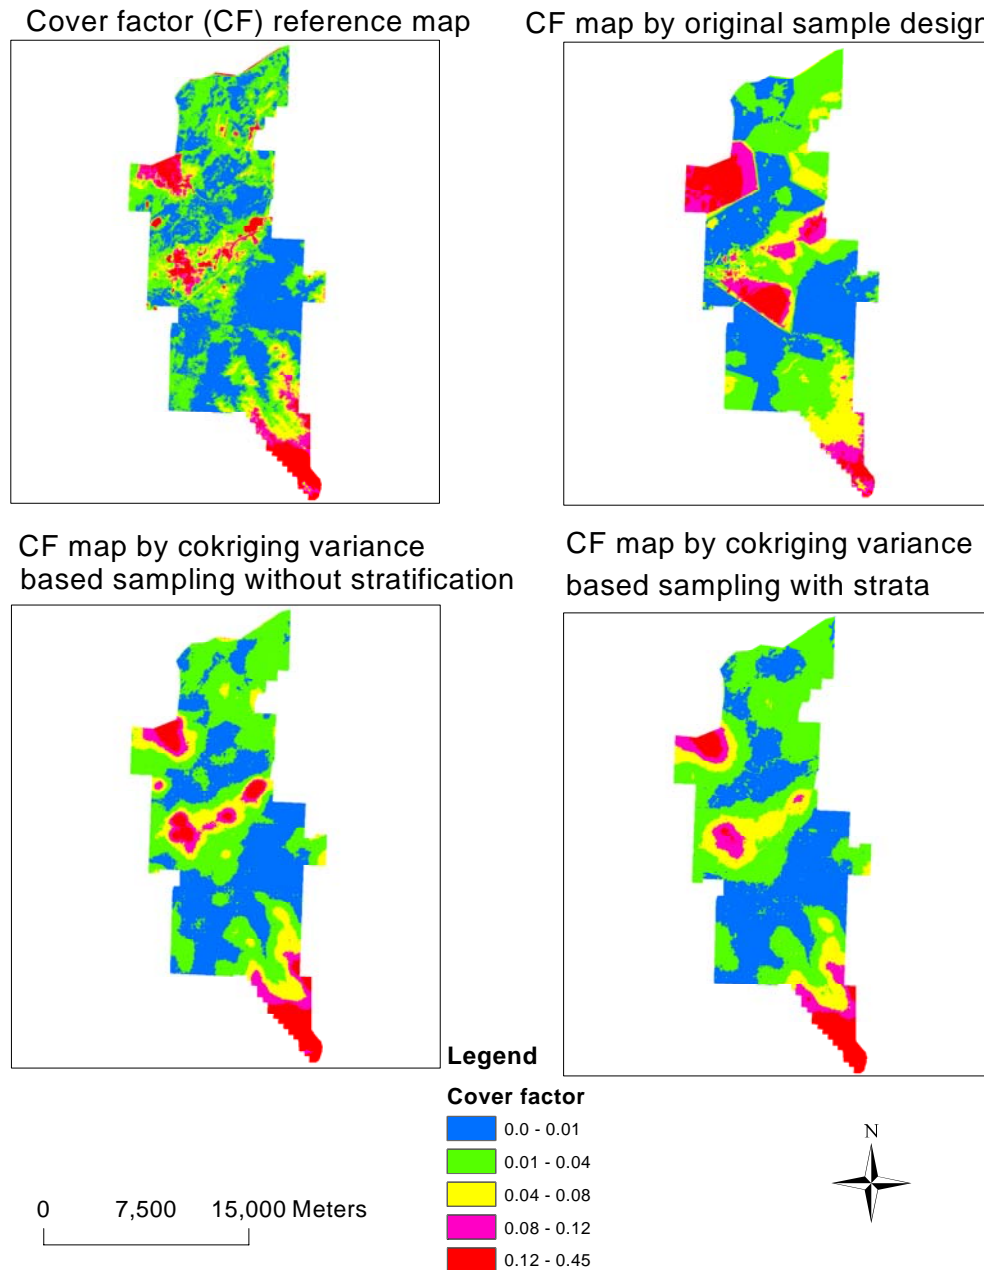 Cover factor (CF) reference map
CF map by original sample design
CF map by cokriging variance
based sampling without stratification
CF map by cokriging variance
based sampling with strata
Legend
Cover factor
0.0 - 0.01
0.01 - 0.04
0.04 - 0.08
0.08 - 0.12
0.12 - 0.45
N
0 7,500 15,000 Meters